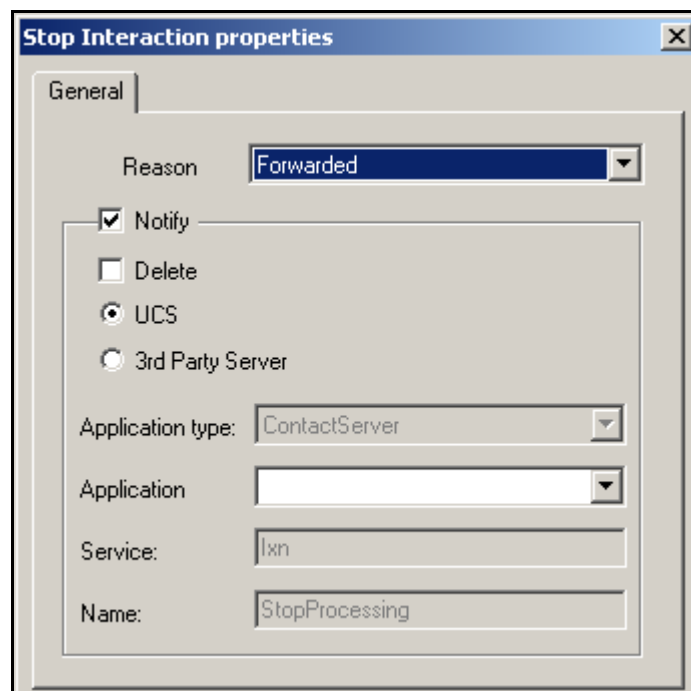 Stop Interaction properties
General
Reason Forwarded
Notify
Delete
UCS
3rd Party Server
Application type: ContactServer
Application
Service: Ixn
Name: StopProcessing